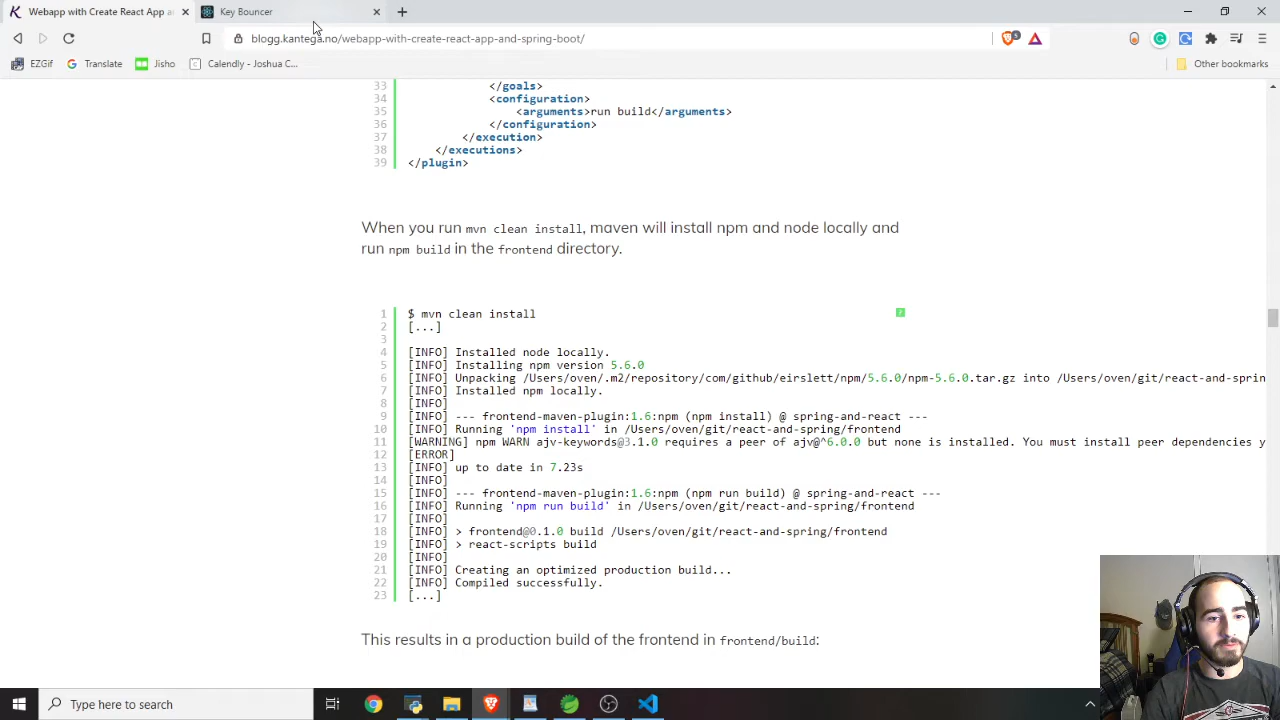 Webapp with Create React App a
Key Bouncer
blogg.kantega.no/webapp-with-create-react-app-and-spring-boot/
EZGif
Translate
Jisho
Calendly - Joshua C...
Other bookmarks
33 </goals>
34 <configuration>
35 <arguments>run build</arguments>
36 </configuration>
37 </execution>
38 </executions>
39 </plugin>
When you run mvn clean install, maven will install npm and node locally and
run npm build in the frontend directory.
?
1 $ mvn clean install
2 [...]
3
4 [INFO] Installed node locally.
5 [INFO] Installing npm version 5.6.0
6 [INFO] Unpacking /Users/oven/.m2/repository/com/github/eirslett/npm/5.6.0/npm-5.6.0.tar.gz into /Users/oven/git/react-and-sprin
7 [INFO] Installed npm locally.
8 [INFO]
9 [INFO] --- frontend-maven-plugin:1.6:npm (npm install) @ spring-and-react ---
10 [INFO] Running 'npm install' in /Users/oven/git/react-and-spring/frontend
11 [WARNING] npm WARN ajv-keywords@3.1.0 requires a peer of ajv@^6.0.0 but none is installed. You must install peer dependencies y
12 [ERROR]
13 [INFO] up to date in 7.23s
14 [INFO]
15 [INFO] --- frontend-maven-plugin:1.6:npm (npm run build) @ spring-and-react ---
16 [INFO] Running 'npm run build' in /Users/oven/git/react-and-spring/frontend
17 [INFO]
18 [INFO] > frontend@0.1.0 build /Users/oven/git/react-and-spring/frontend
19 [INFO] > react-scripts build
20 [INFO]
21 [INFO] Creating an optimized production build...
22 [INFO] Compiled successfully.
23 [...]
This results in a production build of the frontend in frontend/build:
Type here to search